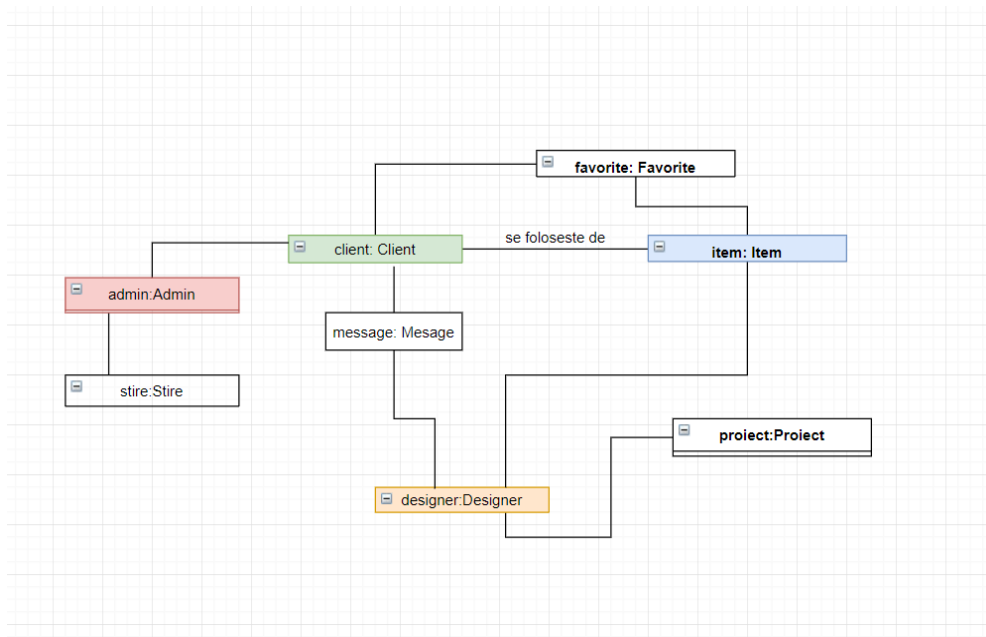 favorite: Favorite
client: Client
se foloseste de
item: Item
admin:Admin
message: Mesage
stire:Stire
proiect:Proiect
designer:Designer